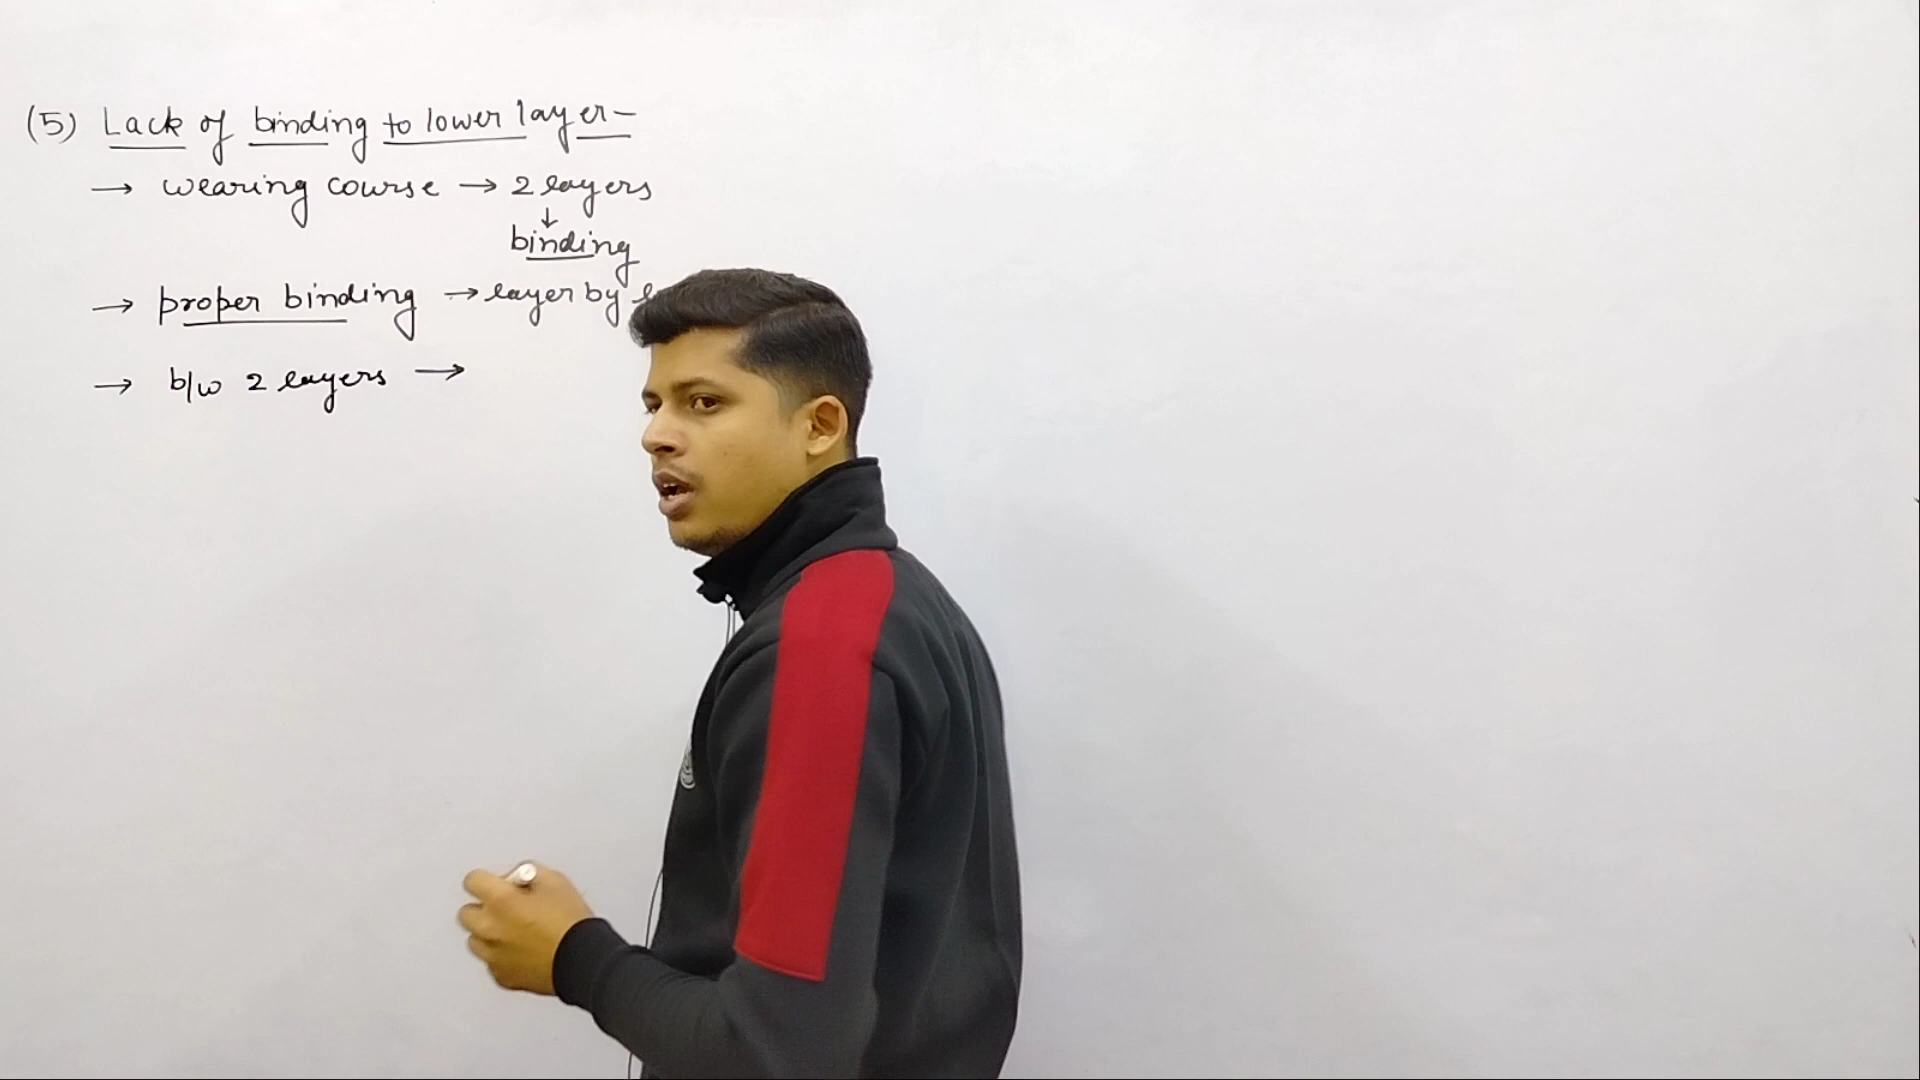 (5) Lack of binding to lower layer-
→ wearing course → 2 layers
↓
binding
→ proper binding → layer by
→ b/w 2 layers →